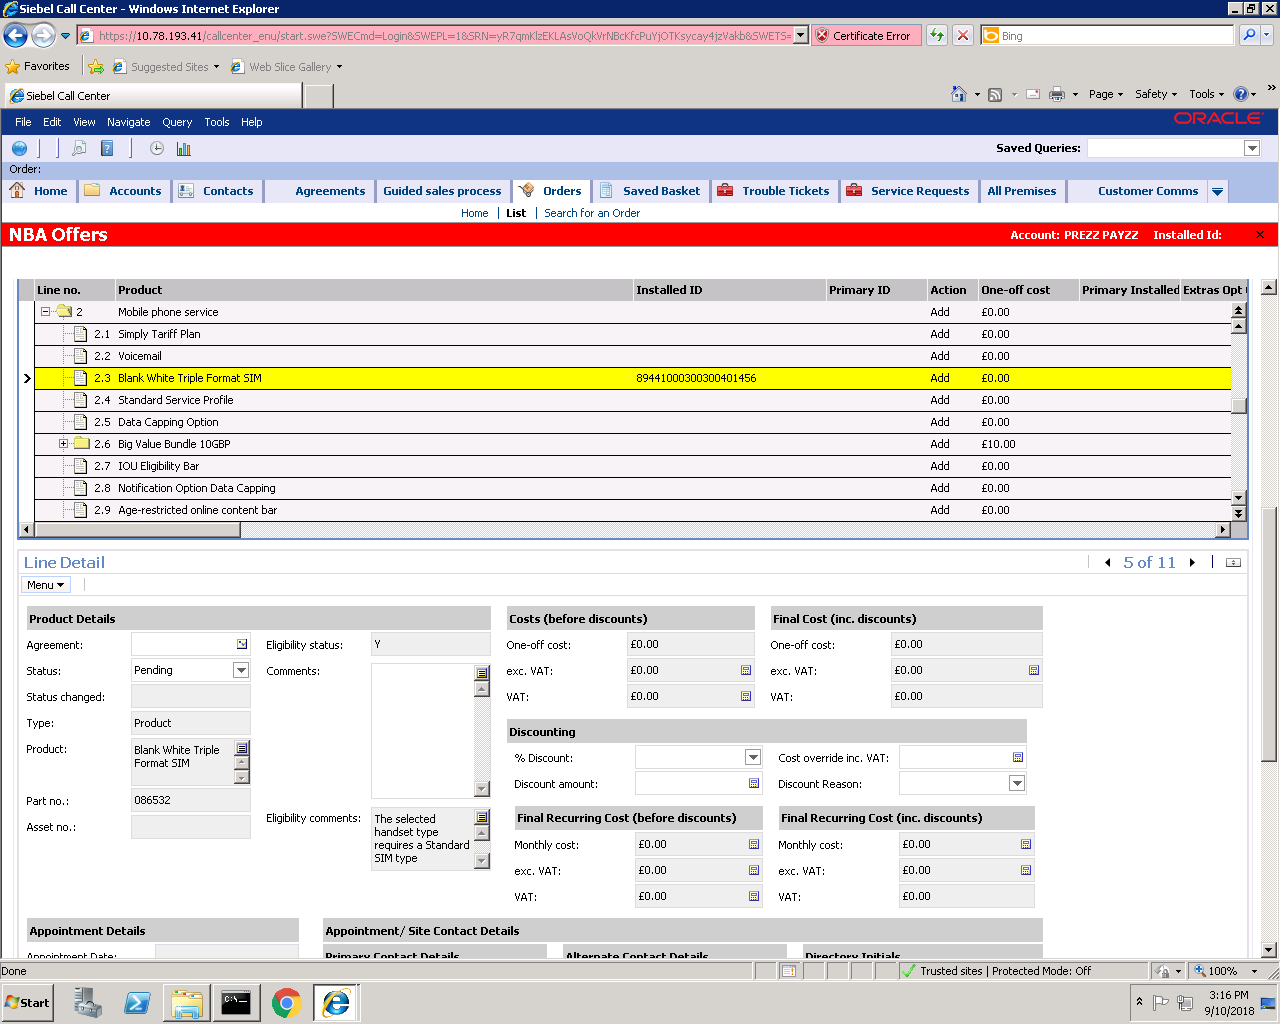 Siebel Call Center - Windows Internet Explorer
https://10.78.193.41/callcenter_enu/start.swe?SWECmd=Login&SWEPL=1&SRN=
Certificate Error
Bing
Favorites
Suggested Sites
Web Slice Gallery
Siebel Call Center
Page
Safety
Tools
File Edit View Navigate Query Tools Help
ORACLE
Saved Queries:
Order:
Home Accounts Contacts Agreements Guided sales process Orders Saved Basket Trouble Tickets Service Requests All Premises Customer Comms
Home | List | Search for an Order
NBA Offers
Account: PREZZ PAYZZ Installed Id:
Line no. Product Installed ID Primary ID Action One-off cost Primary Installed Extras Opt
2 Mobile phone service Add £0.00
2.1 Simply Tariff Plan Add £0.00
2.2 Voicemail Add £0.00
2.3 Blank White Triple Format SIM 89441000300300401456 Add £0.00
2.4 Standard Service Profile Add £0.00
2.5 Data Capping Option Add £0.00
2.6 Big Value Bundle 10GBP Add £10.00
2.7 IOU Eligibility Bar Add £0.00
2.8 Notification Option Data Capping Add £0.00
2.9 Age-restricted online content bar Add £0.00
Line Detail
5 of 11
Menu
Product Details
Agreement:
Status: Pending
Status changed:
Type: Product
Product: Blank White Triple
Format SIM
Part no.: 086532
Asset no.:
Eligibility status: Y
Comments:
Eligibility comments: The selected
handset type
requires a Standard
SIM type
Costs (before discounts)
One-off cost: £0.00
exc. VAT: £0.00
VAT: £0.00
Final Cost (inc. discounts)
One-off cost: £0.00
exc. VAT: £0.00
VAT: £0.00
Discounting
% Discount:
Cost override inc. VAT:
Discount amount:
Discount Reason:
Final Recurring Cost (before discounts)
Monthly cost: £0.00
exc. VAT: £0.00
VAT: £0.00
Final Recurring Cost (inc. discounts)
Monthly cost: £0.00
exc. VAT: £0.00
VAT: £0.00
Appointment Details
Appointment Date:
Appointment/ Site Contact Details
Primary Contact Details
Alternate Contact Details
Directory Initials
Done
Trusted sites | Protected Mode: Off
100%
Start
3:16 PM
9/10/2018